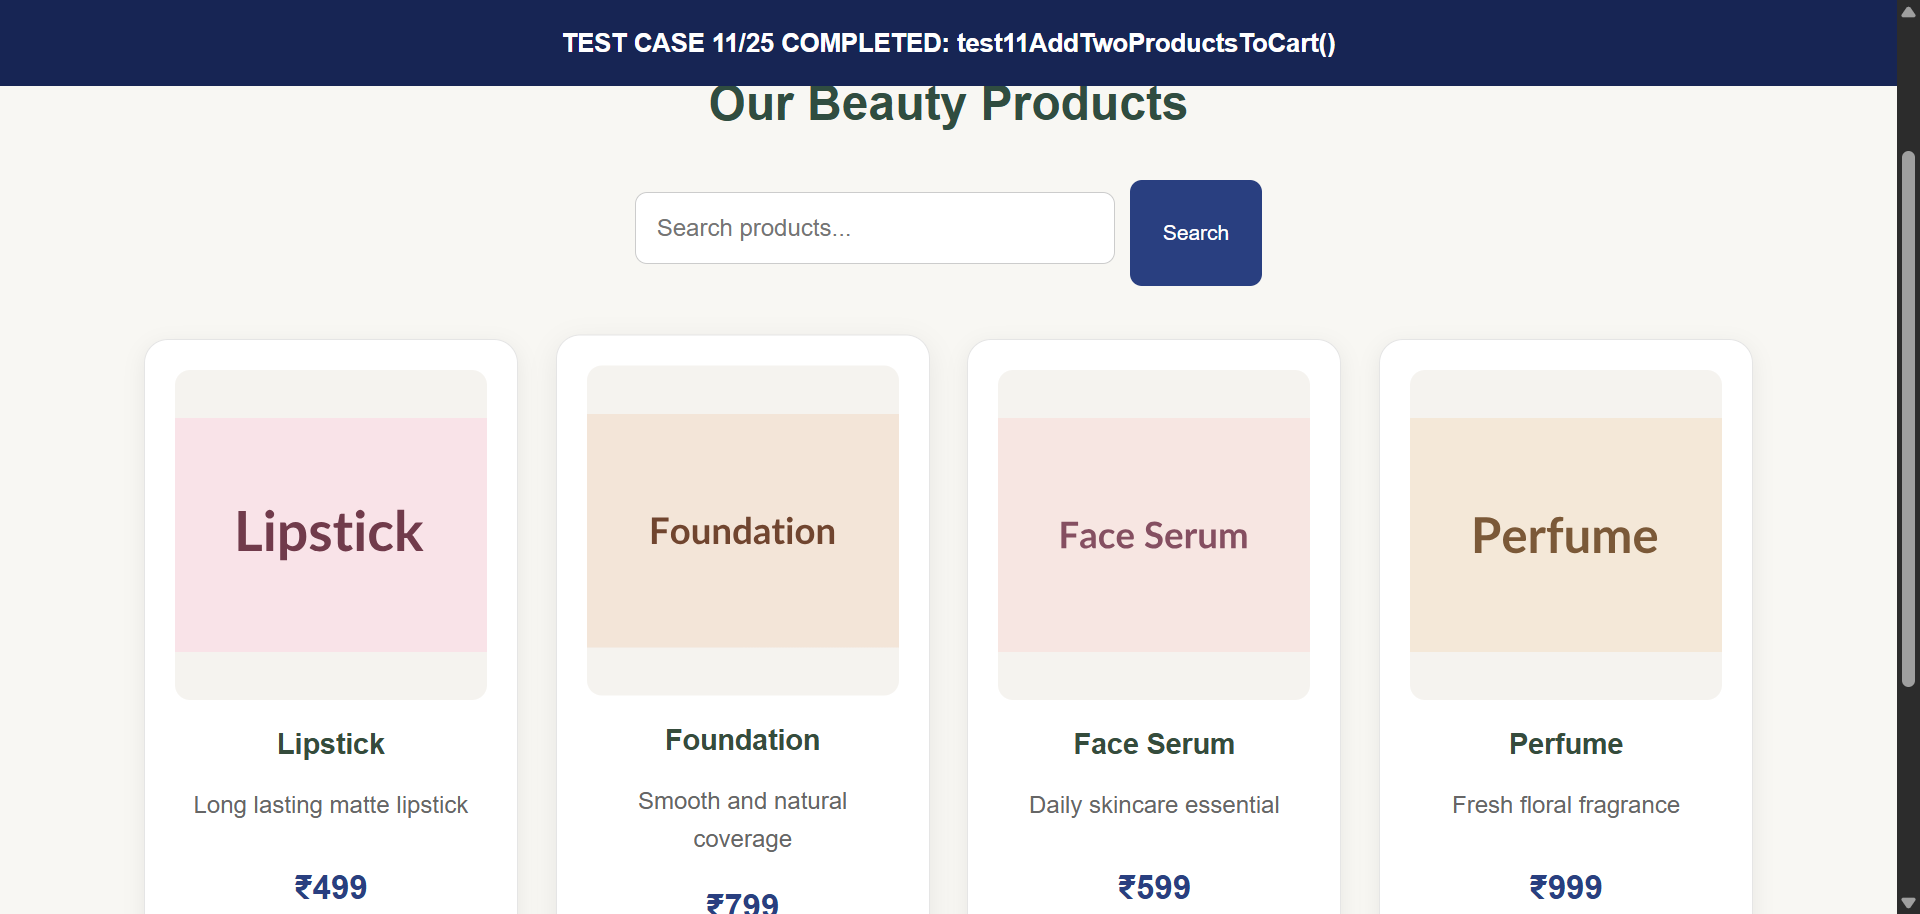 TEST CASE 11/25 COMPLETED: test11AddTwoProductsToCart()
Our Beauty Products
Search products...
Search
Lipstick
Foundation
Face Serum
Perfume
Lipstick
Long lasting matte lipstick
₹499
Foundation
Smooth and natural
coverage
₹799
Face Serum
Daily skincare essential
₹599
Perfume
Fresh floral fragrance
₹999